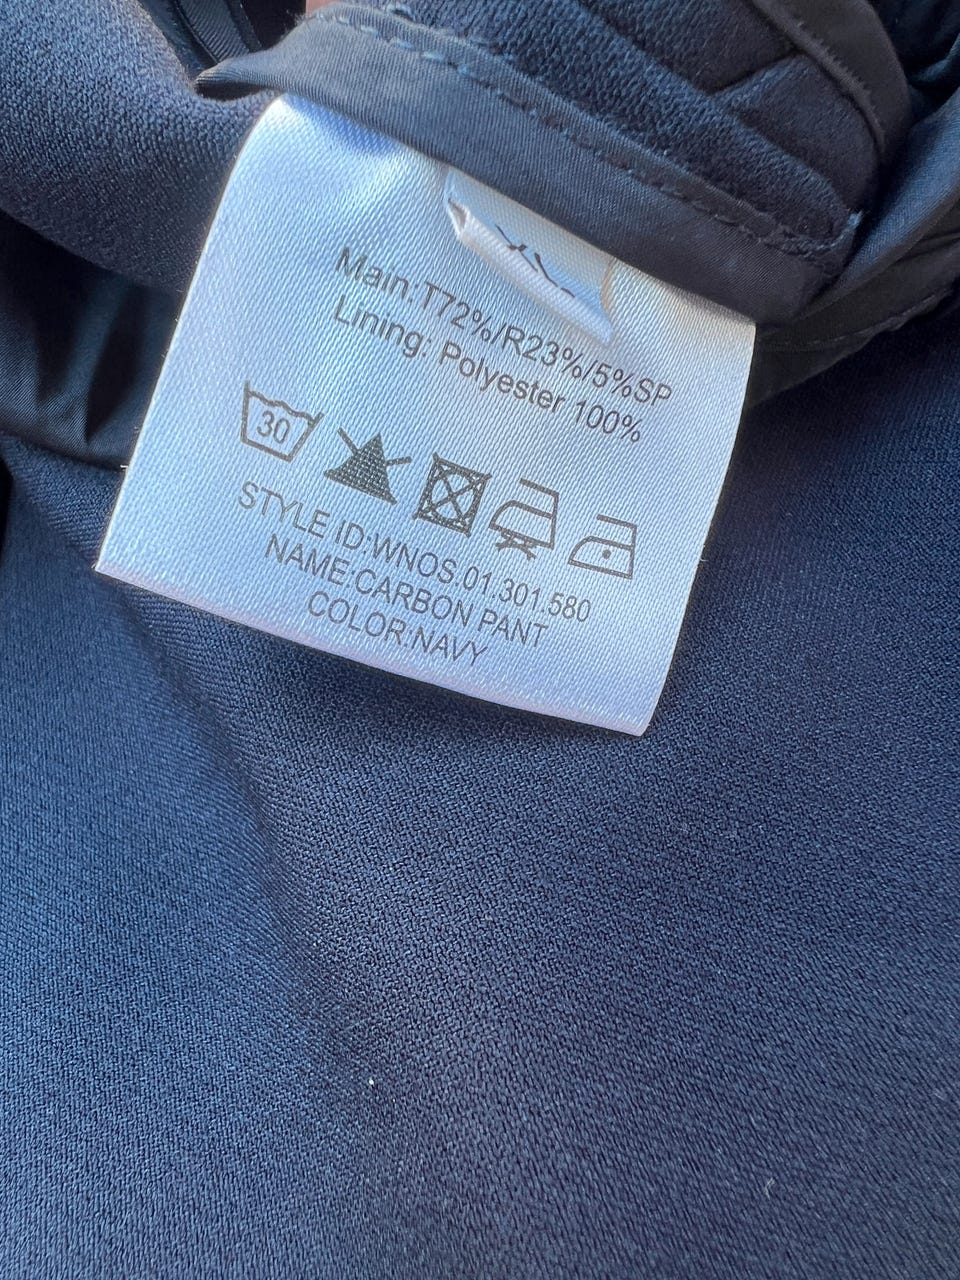 Main:T72%/R23%/5%SP
Lining: Polyester 100%
30
STYLE ID:WNOS.01.301.580
NAME:CARBON PANT
COLOR:NAVY